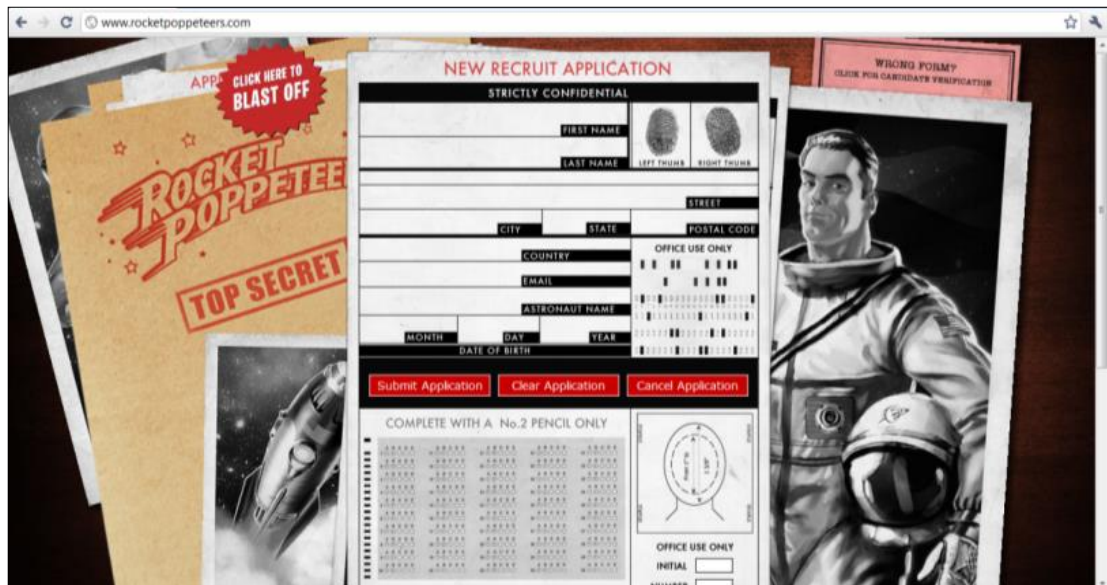 www.rocketpoppeteers.com
CLICK HERE TO
BLAST OFF
APP
ROCKET
POPPETEE
TOP SECRET
NEW RECRUIT APPLICATION
STRICTLY CONFIDENTIAL
FIRST NAME
LAST NAME
LEFT THUMB
RIGHT THUMB
STREET
CITY
STATE
POSTAL CODE
COUNTRY
EMAIL
ASTRONAUT NAME
MONTH
DAY
YEAR
DATE OF BIRTH
OFFICE USE ONLY
Submit Application
Clear Application
Cancel Application
COMPLETE WITH A No.2 PENCIL ONLY
OFFICE USE ONLY
INITIAL
NUMBER
WRONG FORM?
CLICK FOR CANDIDATE VERIFICATION